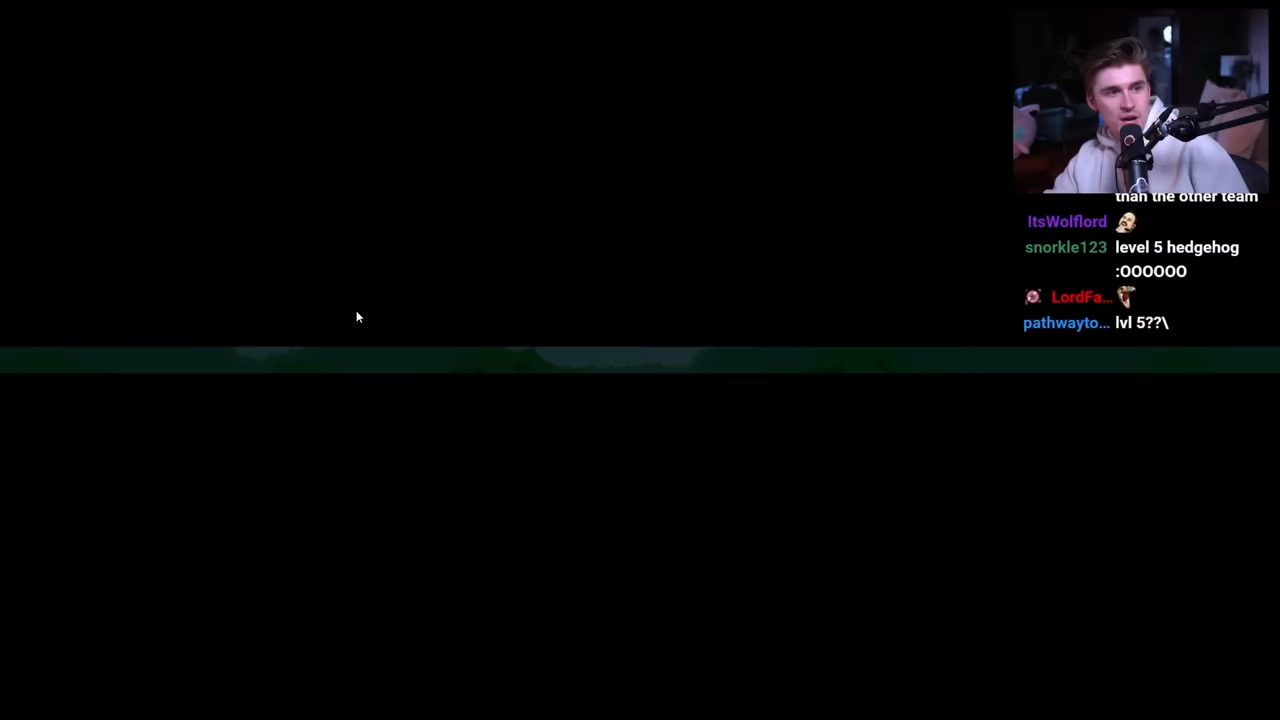 than the other team
ItsWolflord
snorkle123 level 5 hedgehog
:OOOOOO
LordFa...
pathwayto... lvl 5??\